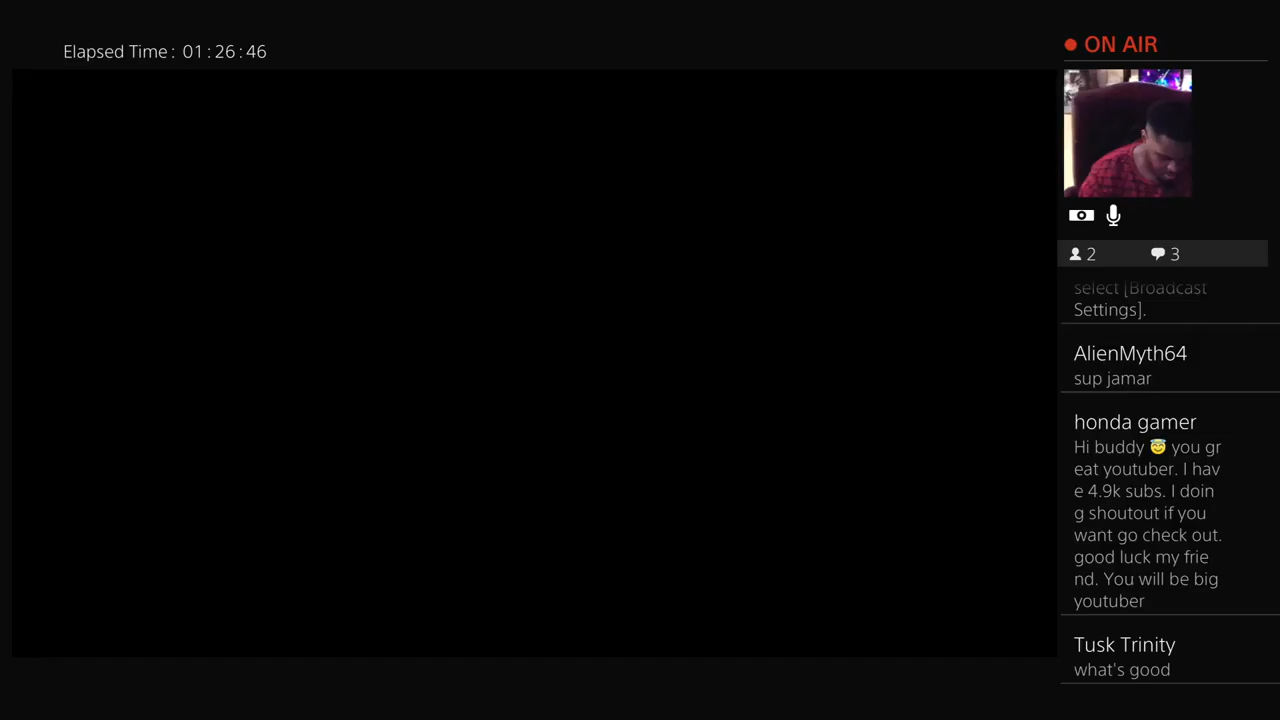 Elapsed Time: 01:26:46
ON AIR
2
3
select [Broadcast
Settings].
AlienMyth64
sup jamar
honda gamer
Hi buddy 😇 you gr
eat youtuber. I hav
e 4.9k subs. I doin
g shoutout if you
want go check out.
good luck my frie
nd. You will be big
youtuber
Tusk Trinity
what's good